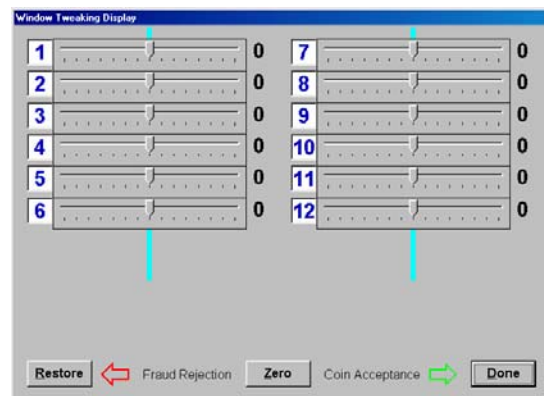 Window Tweaking Display
1 0 7 0
2 0 8 0
3 0 9 0
4 0 10 0
5 0 11 0
6 0 12 0
Restore Fraud Rejection Zero Coin Acceptance Done